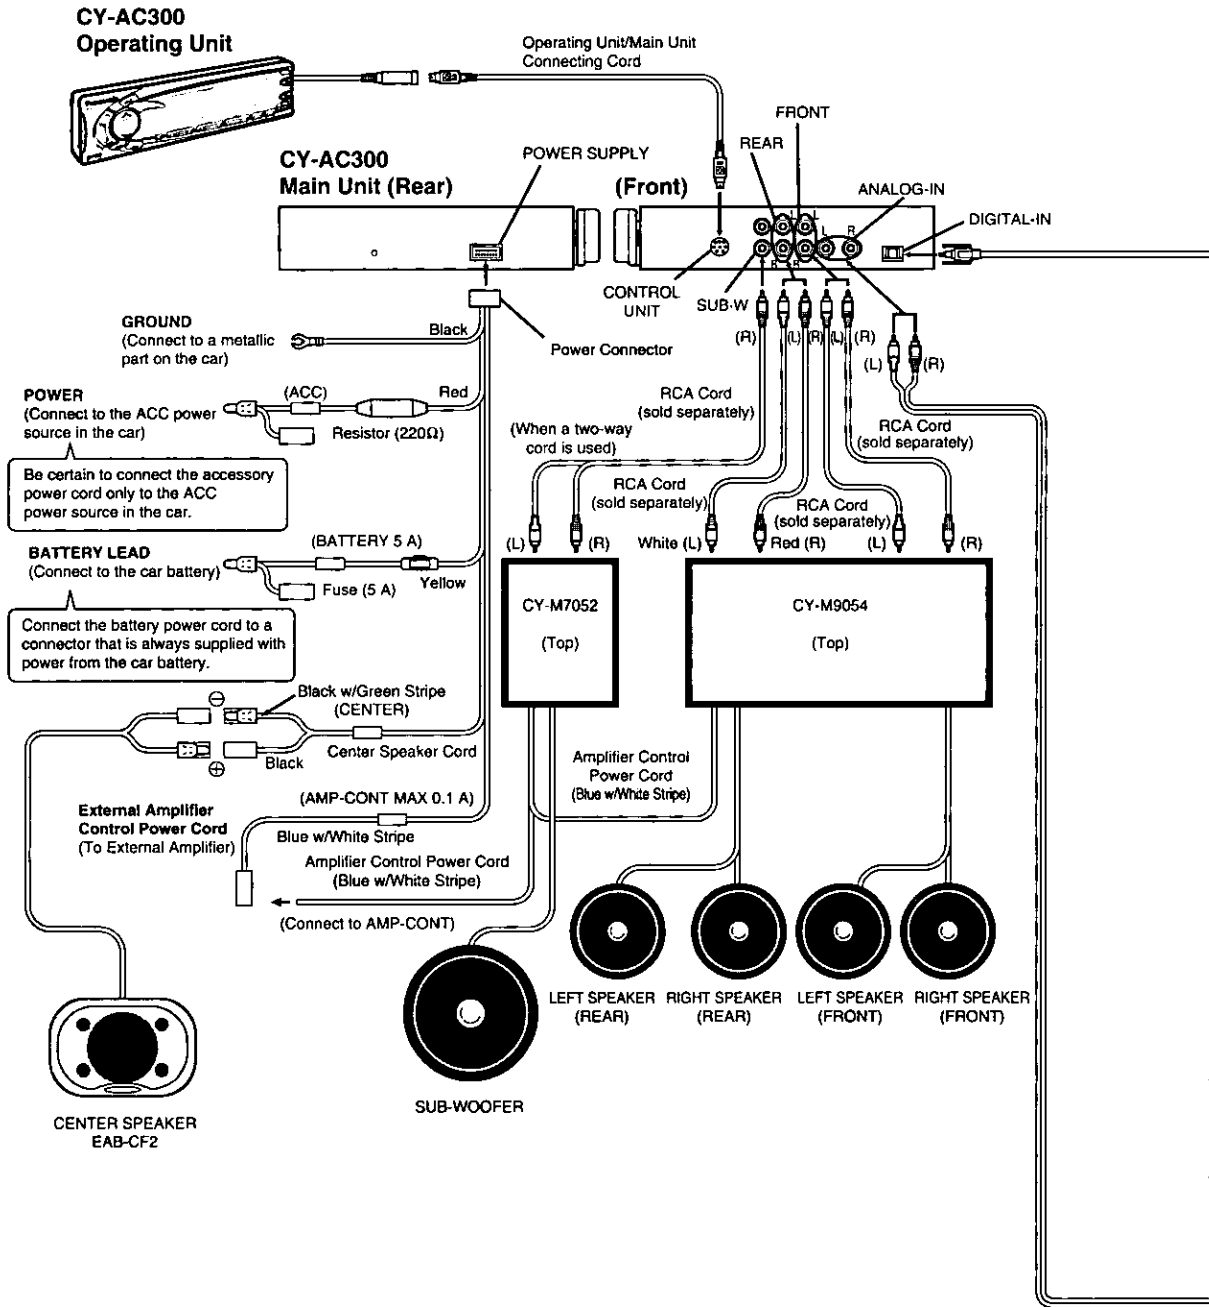 CY-AC300
Operating Unit
Operating Unit/Main Unit
Connecting Cord
FRONT
REAR
CY-AC300
Main Unit (Rear)
POWER SUPPLY
(Front)
ANALOG-IN
DIGITAL-IN
L
L
L
R
R
R
CONTROL
UNIT
SUB-W
GROUND
(Connect to a metallic
part on the car)
Black
Power Connector
(R)
(L)
(R)
(L)
(R)
(L)
(R)
POWER
(Connect to the ACC power
source in the car)
(ACC)
Red
Resistor (220Ω)
RCA Cord
(sold separately)
RCA Cord
(sold separately)
(When a two-way
cord is used)
Be certain to connect the accessory
power cord only to the ACC
power source in the car.
RCA Cord
(sold separately)
RCA Cord
(sold separately)
BATTERY LEAD
(Connect to the car battery)
(BATTERY 5 A)
Fuse (5 A)
Yellow
(L)
(R)
White (L)
Red (R)
(L)
(R)
Connect the battery power cord to a
connector that is always supplied with
power from the car battery.
CY-M7052
(Top)
CY-M9054
(Top)
⊖
Black w/Green Stripe
(CENTER)
Center Speaker Cord
Black
⊕
Amplifier Control
Power Cord
(Blue w/White Stripe)
External Amplifier
Control Power Cord
(To External Amplifier)
(AMP-CONT MAX 0.1 A)
Blue w/White Stripe
Amplifier Control Power Cord
(Blue w/White Stripe)
(Connect to AMP-CONT)
LEFT SPEAKER
(REAR)
RIGHT SPEAKER
(REAR)
LEFT SPEAKER
(FRONT)
RIGHT SPEAKER
(FRONT)
SUB-WOOFER
CENTER SPEAKER
EAB-CF2